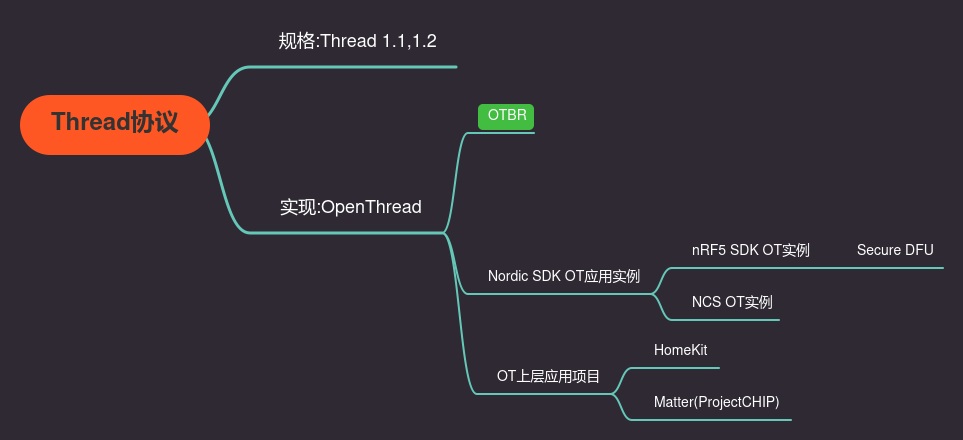 Thread协议
规格:Thread 1.1,1.2
实现:OpenThread
OTBR
Nordic SDK OT应用实例
nRF5 SDK OT实例
Secure DFU
NCS OT实例
OT上层应用项目
HomeKit
Matter(ProjectCHIP)